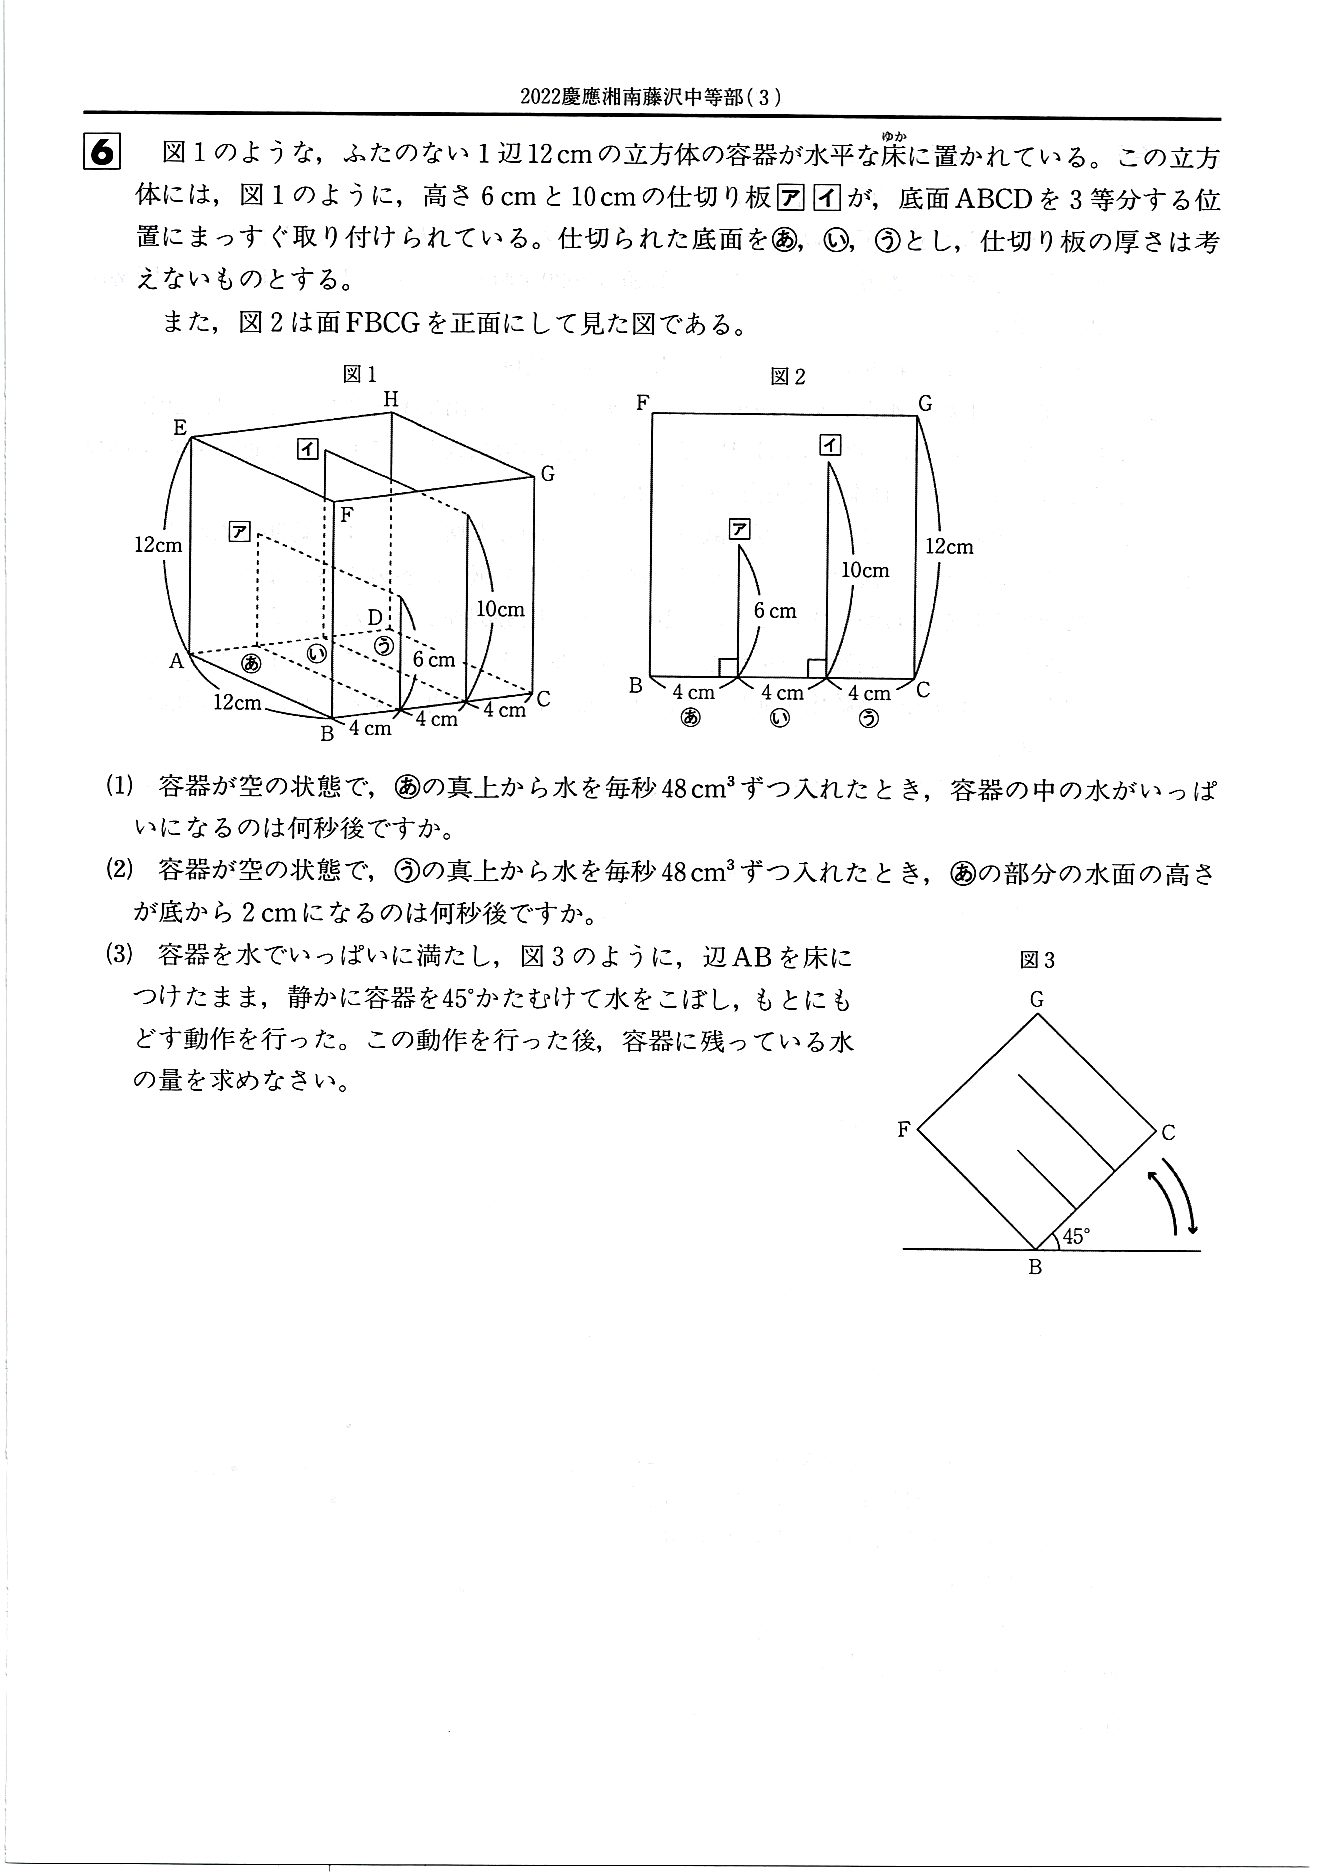 2022慶應湘南藤沢中等部(3)
6 図1のような，ふたのない1辺12cmの立方体の容器が水平な床に置かれている。この立方
ゆか
体には，図1のように，高さ6cmと10cmの仕切り板アイが，底面ABCDを3等分する位
置にまっすぐ取り付けられている。仕切られた底面をあ，い，うとし，仕切り板の厚さは考
えないものとする。
また，図2は面FBCGを正面にして見た図である。
図1
H
E
イ
G
F
ア
12cm
10cm
D
A
あ
い
う
6cm
12cm
B
4cm
4cm
4cm
C
図2
F
G
イ
ア
12cm
10cm
6cm
B
4cm
4cm
4cm
C
あ
い
う
(1) 容器が空の状態で，あの真上から水を毎秒48cm³ずつ入れたとき，容器の中の水がいっぱ
いになるのは何秒後ですか。
(2) 容器が空の状態で，うの真上から水を毎秒48cm³ずつ入れたとき，あの部分の水面の高さ
が底から2cmになるのは何秒後ですか。
(3) 容器を水でいっぱいに満たし，図3のように，辺ABを床に
つけたまま，静かに容器を45°かたむけて水をこぼし，もとにも
どす動作を行った。この動作を行った後，容器に残っている水
の量を求めなさい。
図3
G
F
C
45°
B